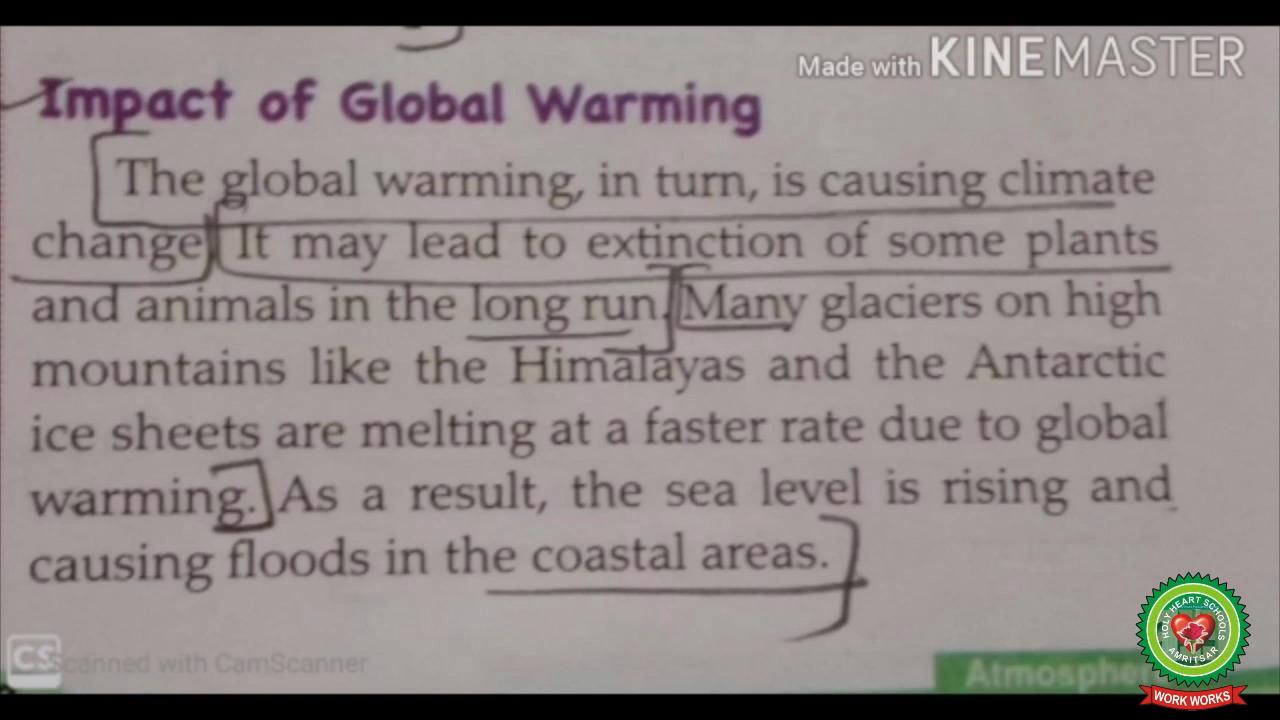 Made with KINEMASTER
Impact of Global Warming
The global warming, in turn, is causing climate
change. It may lead to extinction of some plants
and animals in the long run. Many glaciers on high
mountains like the Himalayas and the Antarctic
ice sheets are melting at a faster rate due to global
warming. As a result, the sea level is rising and
causing floods in the coastal areas.
CS Scanned with CamScanner
Atmosphe
HOLY HEART SCHOOLS
AMRITSAR
WORK WORKS